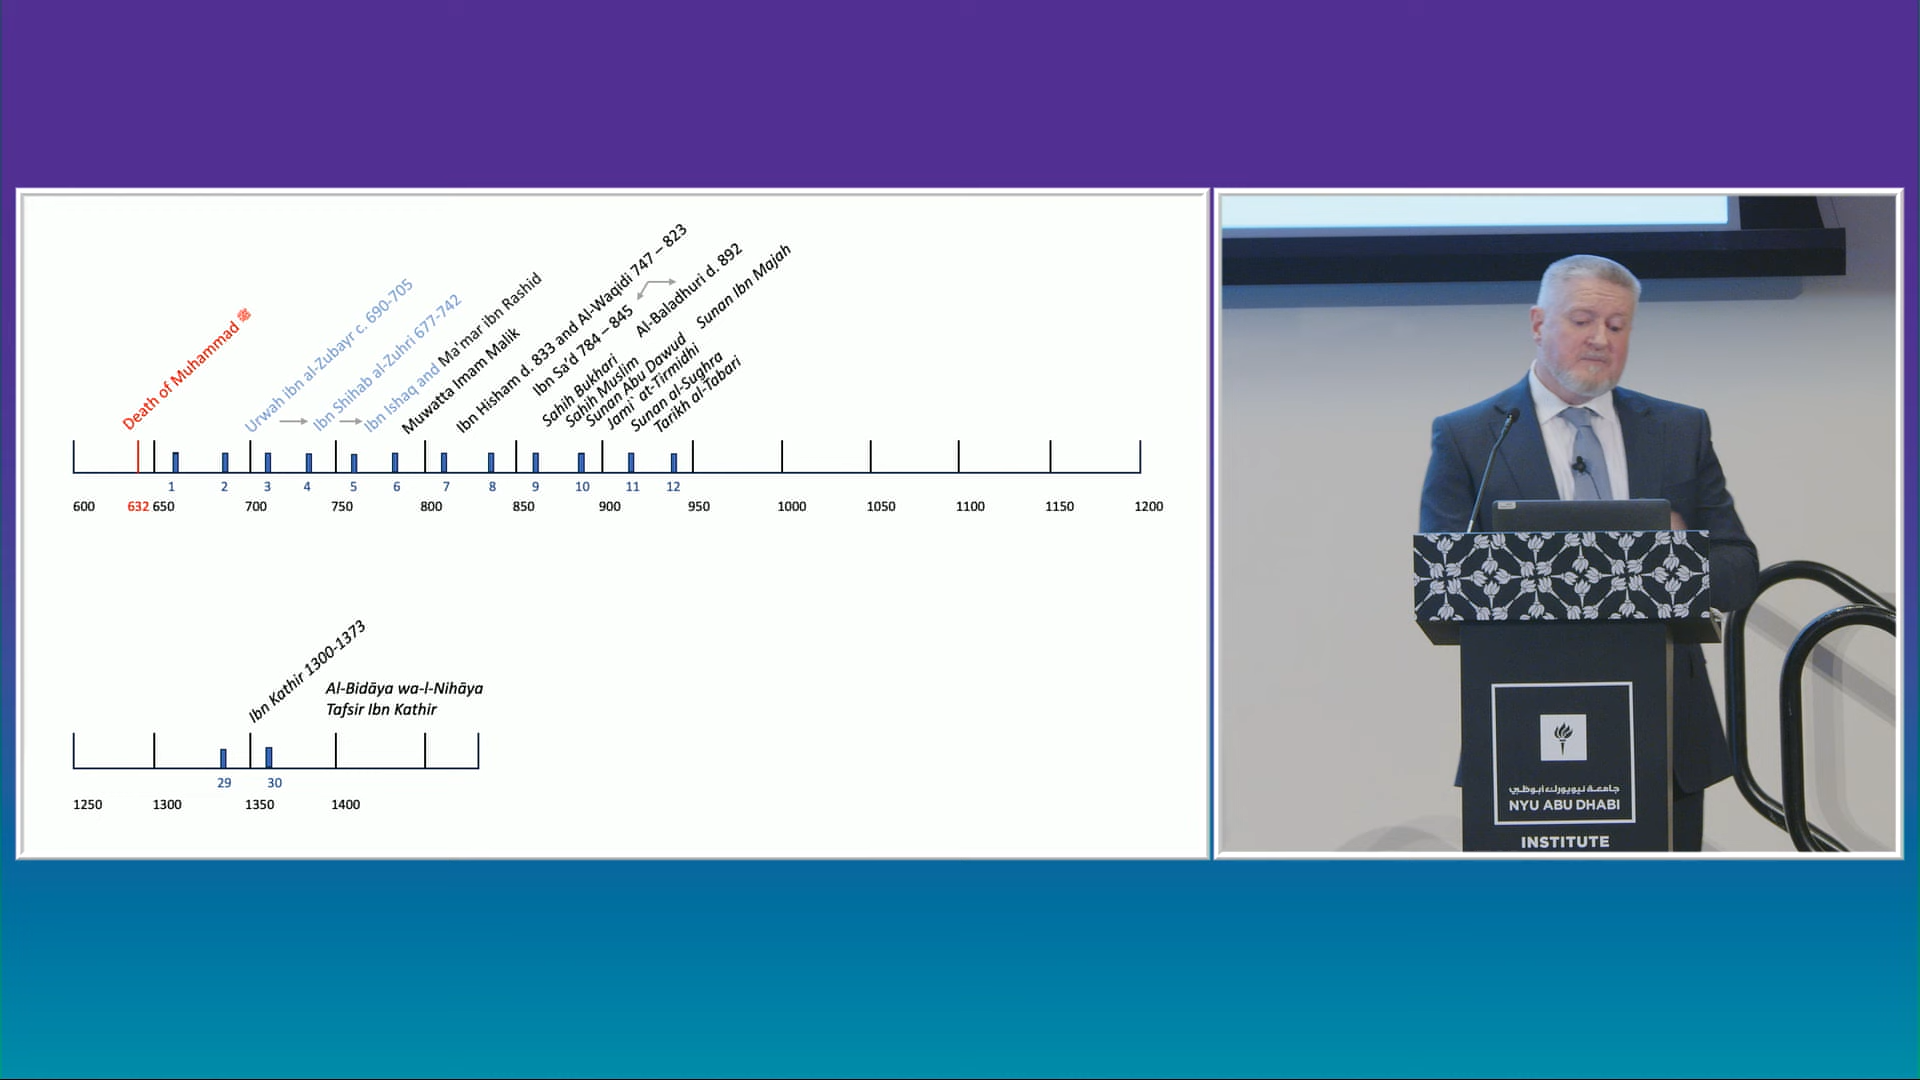 Death of Muhammad ﷺ
Urwah ibn al-Zubayr c. 690-705
Ibn Shihab al-Zuhri 677-742
Ibn Ishaq and Ma'mar ibn Rashid
Muwatta Imam Malik
Ibn Hisham d. 833 and Al-Waqidi 747 – 823
Ibn Sa'd 784 – 845
Al-Baladhuri d. 892
Sahih Bukhari
Sahih Muslim
Sunan Abu Dawud
Sunan Ibn Majah
Jami` at-Tirmidhi
Sunan al-Sughra
Tarikh al-Tabari
1 2 3 4 5 6 7 8 9 10 11 12
600 632 650 700 750 800 850 900 950 1000 1050 1100 1150 1200
Ibn Kathir 1300-1373
Al-Bidāya wa-l-Nihāya
Tafsir Ibn Kathir
29 30
1250 1300 1350 1400
جامعة نيويورك أبوظبي
NYU ABU DHABI
INSTITUTE